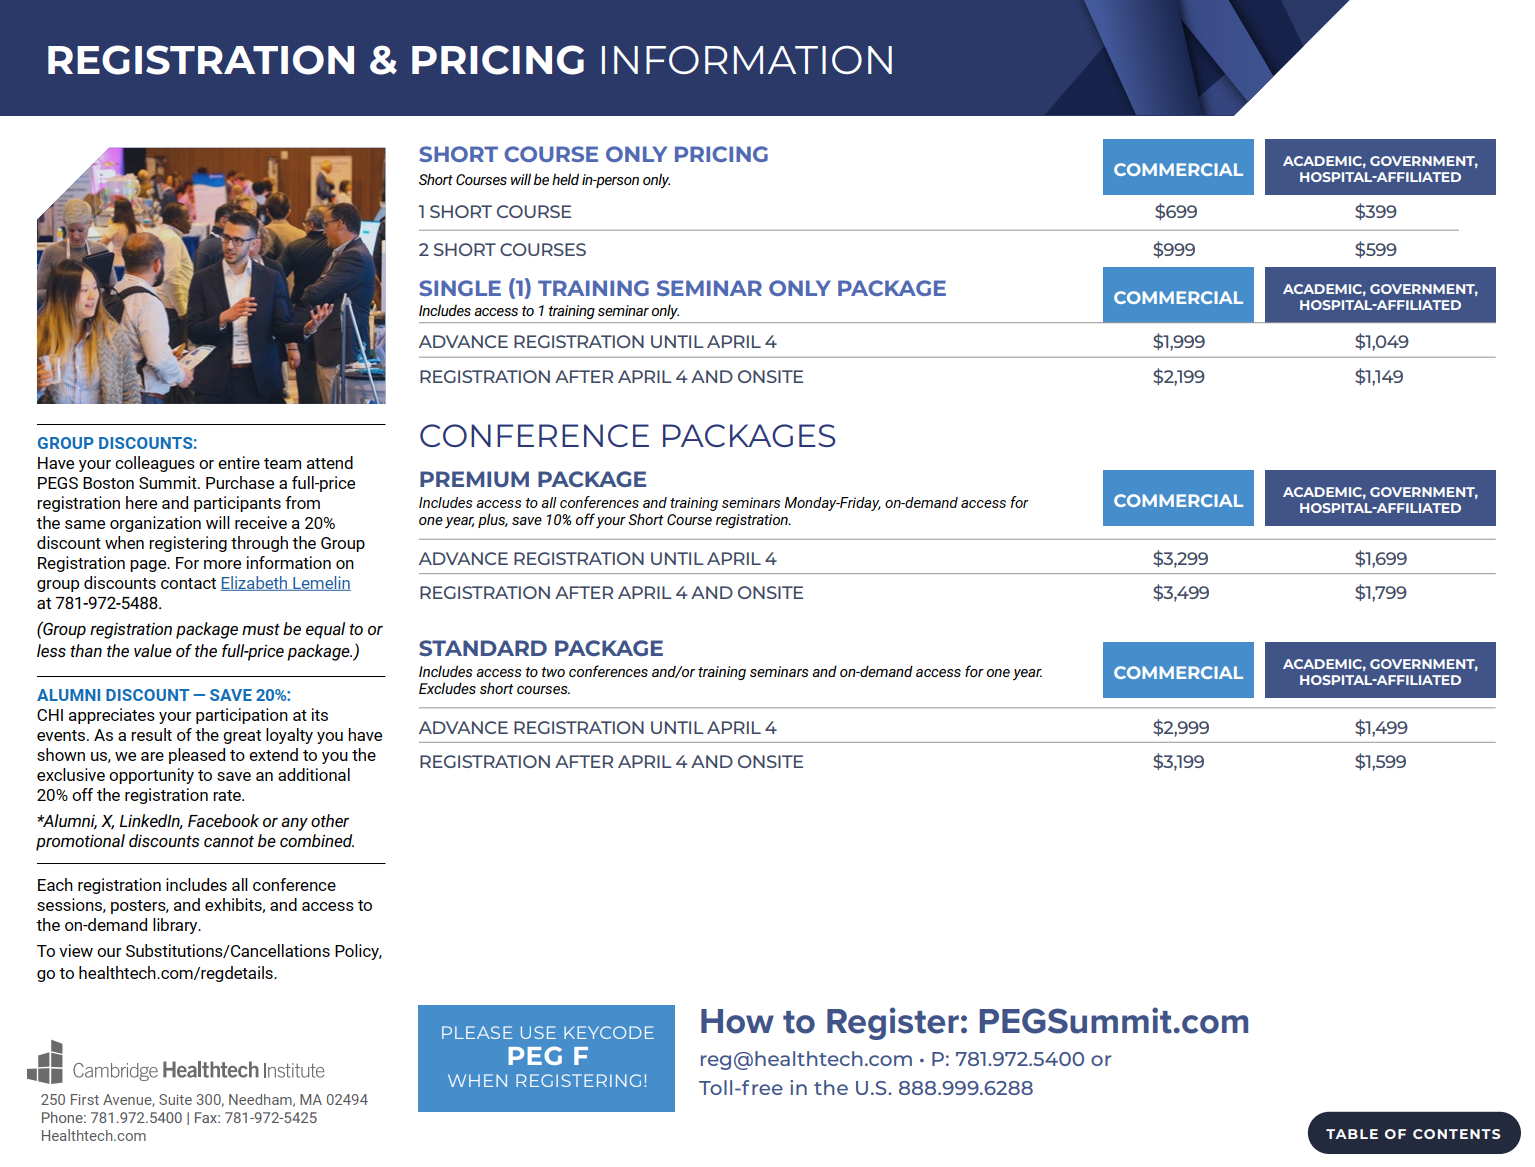 REGISTRATION & PRICING INFORMATION
GROUP DISCOUNTS:
Have your colleagues or entire team attend
PEGS Boston Summit. Purchase a full-price
registration here and participants from
the same organization will receive a 20%
discount when registering through the Group
Registration page. For more information on
group discounts contact Elizabeth Lemelin
at 781-972-5488.
(Group registration package must be equal to or
less than the value of the full-price package.)
ALUMNI DISCOUNT — SAVE 20%:
CHI appreciates your participation at its
events. As a result of the great loyalty you have
shown us, we are pleased to extend to you the
exclusive opportunity to save an additional
20% off the registration rate.
*Alumni, X, LinkedIn, Facebook or any other
promotional discounts cannot be combined.
Each registration includes all conference
sessions, posters, and exhibits, and access to
the on-demand library.
To view our Substitutions/Cancellations Policy,
go to healthtech.com/regdetails.
Cambridge Healthtech Institute
250 First Avenue, Suite 300, Needham, MA 02494
Phone: 781.972.5400 | Fax: 781-972-5425
Healthtech.com
SHORT COURSE ONLY PRICING
Short Courses will be held in-person only.
COMMERCIAL
ACADEMIC, GOVERNMENT,
HOSPITAL-AFFILIATED
1 SHORT COURSE $699 $399
2 SHORT COURSES $999 $599
SINGLE (1) TRAINING SEMINAR ONLY PACKAGE
Includes access to 1 training seminar only.
COMMERCIAL
ACADEMIC, GOVERNMENT,
HOSPITAL-AFFILIATED
ADVANCE REGISTRATION UNTIL APRIL 4 $1,999 $1,049
REGISTRATION AFTER APRIL 4 AND ONSITE $2,199 $1,149
CONFERENCE PACKAGES
PREMIUM PACKAGE
Includes access to all conferences and training seminars Monday-Friday, on-demand access for
one year, plus, save 10% off your Short Course registration.
COMMERCIAL
ACADEMIC, GOVERNMENT,
HOSPITAL-AFFILIATED
ADVANCE REGISTRATION UNTIL APRIL 4 $3,299 $1,699
REGISTRATION AFTER APRIL 4 AND ONSITE $3,499 $1,799
STANDARD PACKAGE
Includes access to two conferences and/or training seminars and on-demand access for one year.
Excludes short courses.
COMMERCIAL
ACADEMIC, GOVERNMENT,
HOSPITAL-AFFILIATED
ADVANCE REGISTRATION UNTIL APRIL 4 $2,999 $1,499
REGISTRATION AFTER APRIL 4 AND ONSITE $3,199 $1,599
PLEASE USE KEYCODE
PEG F
WHEN REGISTERING!
How to Register: PEGSummit.com
reg@healthtech.com • P: 781.972.5400 or
Toll-free in the U.S. 888.999.6288
TABLE OF CONTENTS